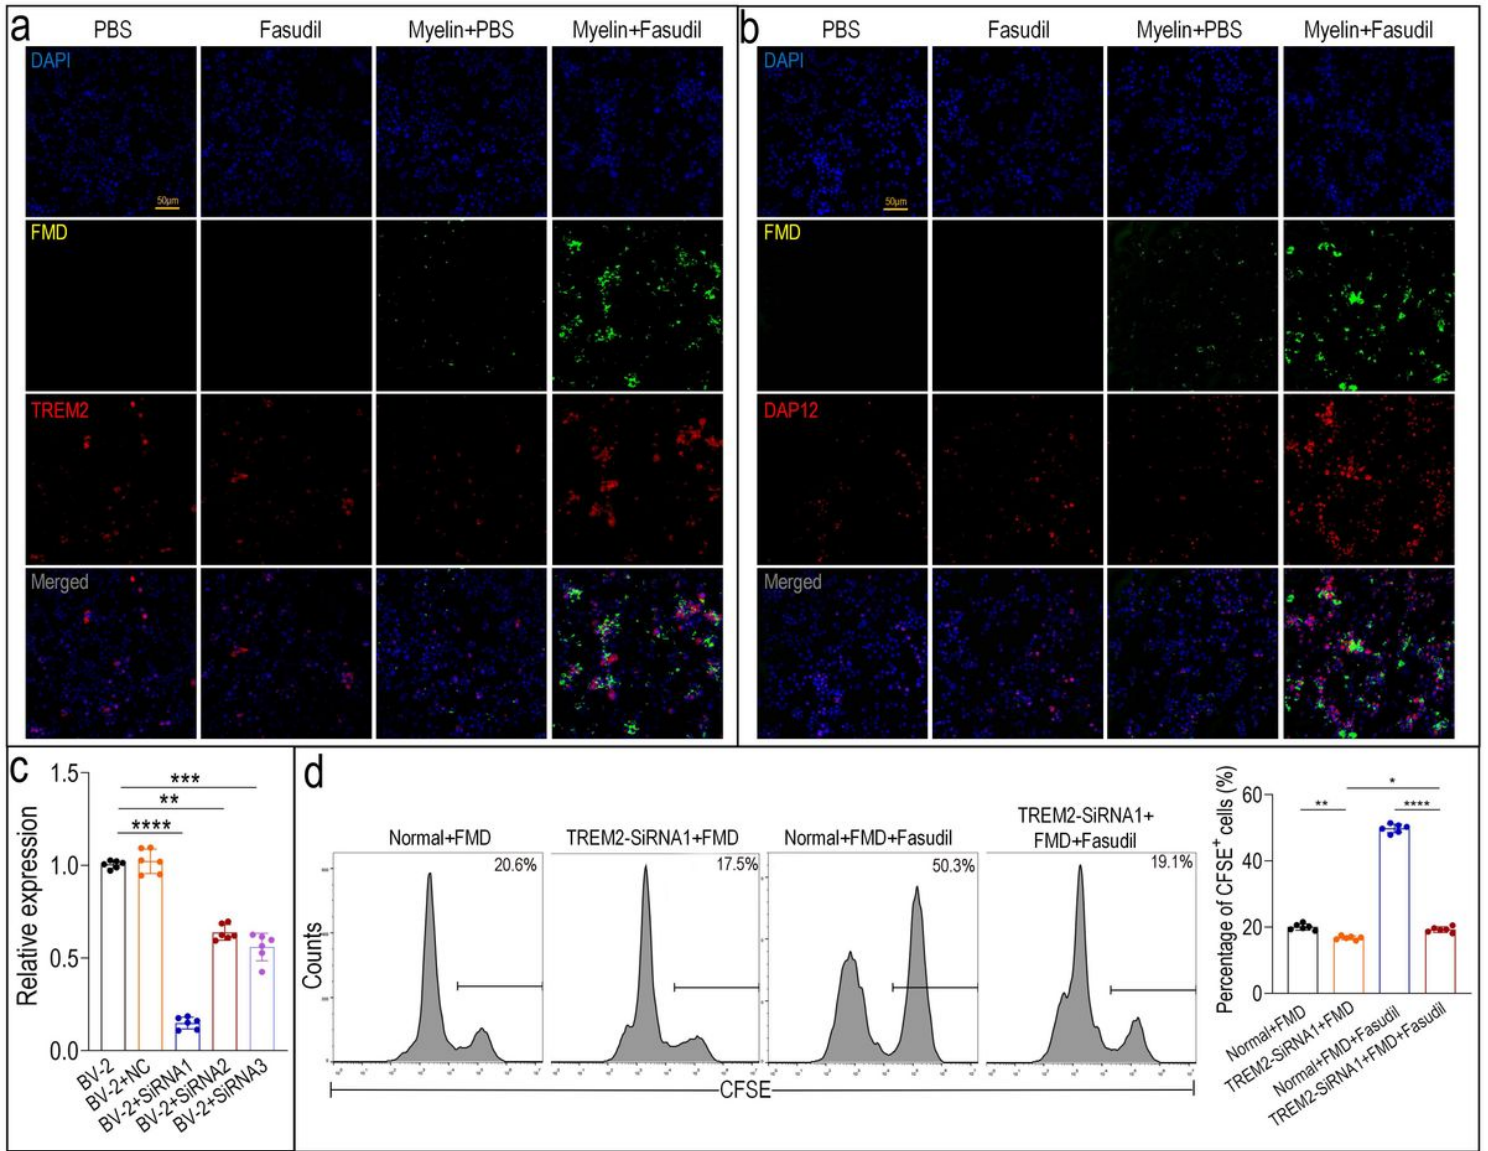 a
PBS
Fasudil
Myelin+PBS
Myelin+Fasudil
DAPI
50μm
FMD
TREM2
Merged
b
PBS
Fasudil
Myelin+PBS
Myelin+Fasudil
DAPI
50μm
FMD
DAP12
Merged
c
1.5
1.0
0.5
0.0
Relative expression
***
**
****
BV-2
BV-2+NC
BV-2+SiRNA1
BV-2+SiRNA2
BV-2+SiRNA3
d
Normal+FMD
20.6%
TREM2-SiRNA1+FMD
17.5%
Normal+FMD+Fasudil
50.3%
TREM2-SiRNA1+
FMD+Fasudil
19.1%
Counts
CFSE
Percentage of CFSE+ cells (%)
60
40
20
0
**
*
****
Normal+FMD
TREM2-SiRNA1+FMD
Normal+FMD+Fasudil
TREM2-SiRNA1+FMD+Fasudil